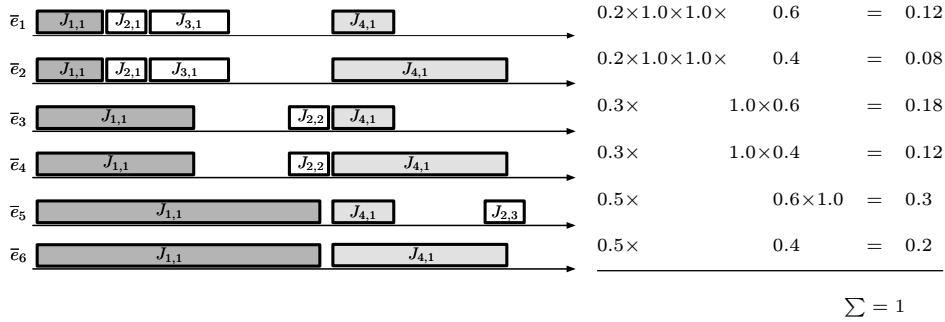 ē₁ J₁,₁ J₂,₁ J₃,₁ J₄,₁ 0.2×1.0×1.0× 0.6 = 0.12
ē₂ J₁,₁ J₂,₁ J₃,₁ J₄,₁ 0.2×1.0×1.0× 0.4 = 0.08
ē₃ J₁,₁ J₂,₂ J₄,₁ 0.3× 1.0×0.6 = 0.18
ē₄ J₁,₁ J₂,₂ J₄,₁ 0.3× 1.0×0.4 = 0.12
ē₅ J₁,₁ J₄,₁ J₂,₃ 0.5× 0.6×1.0 = 0.3
ē₆ J₁,₁ J₄,₁ 0.5× 0.4 = 0.2
∑ = 1